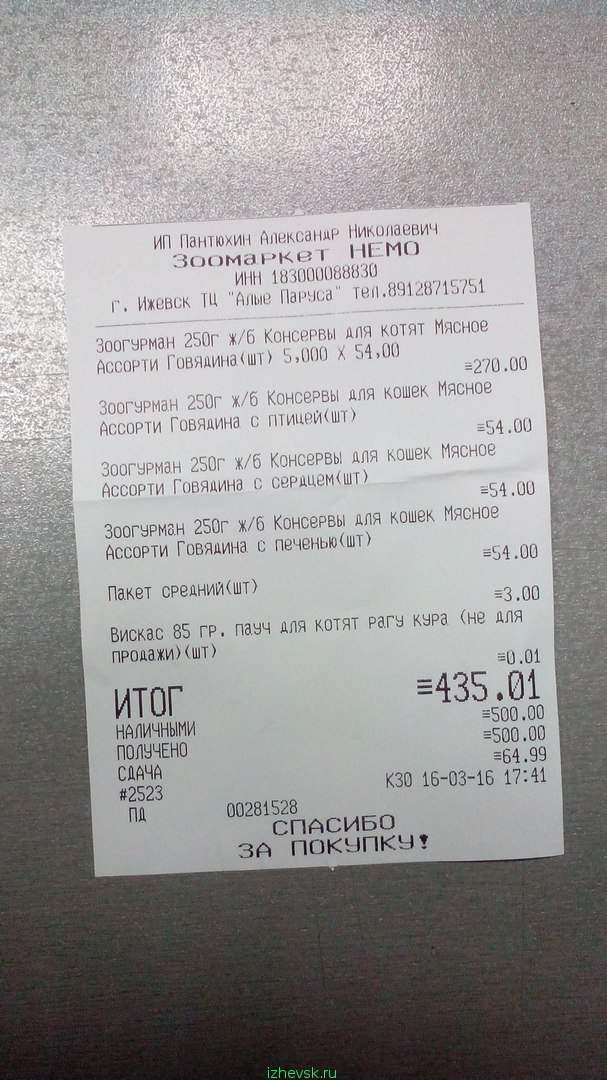 ИП Пантюхин Александр Николаевич
Зоомаркет НЕМО
ИНН 183000088830
г. Ижевск ТЦ "Алые Паруса" тел.89128715751
Зоогурман 250г ж/б Консервы для котят Мясное
Ассорти Говядина(шт) 5,000 X 54,00
≡270.00
Зоогурман 250г ж/б Консервы для кошек Мясное
Ассорти Говядина с птицей(шт)
≡54.00
Зоогурман 250г ж/б Консервы для кошек Мясное
Ассорти Говядина с сердцем(шт)
≡54.00
Зоогурман 250г ж/б Консервы для кошек Мясное
Ассорти Говядина с печенью(шт)
≡54.00
Пакет средний(шт)
≡3.00
Вискас 85 гр. пауч для котят рагу кура (не для
продажи)(шт)
≡0.01
ИТОГ ≡435.01
НАЛИЧНЫМИ ≡500.00
ПОЛУЧЕНО ≡500.00
СДАЧА ≡64.99
#2523 К30 16-03-16 17:41
ПД 00281528
СПАСИБО
ЗА ПОКУПКУ!
izhevsk.ru